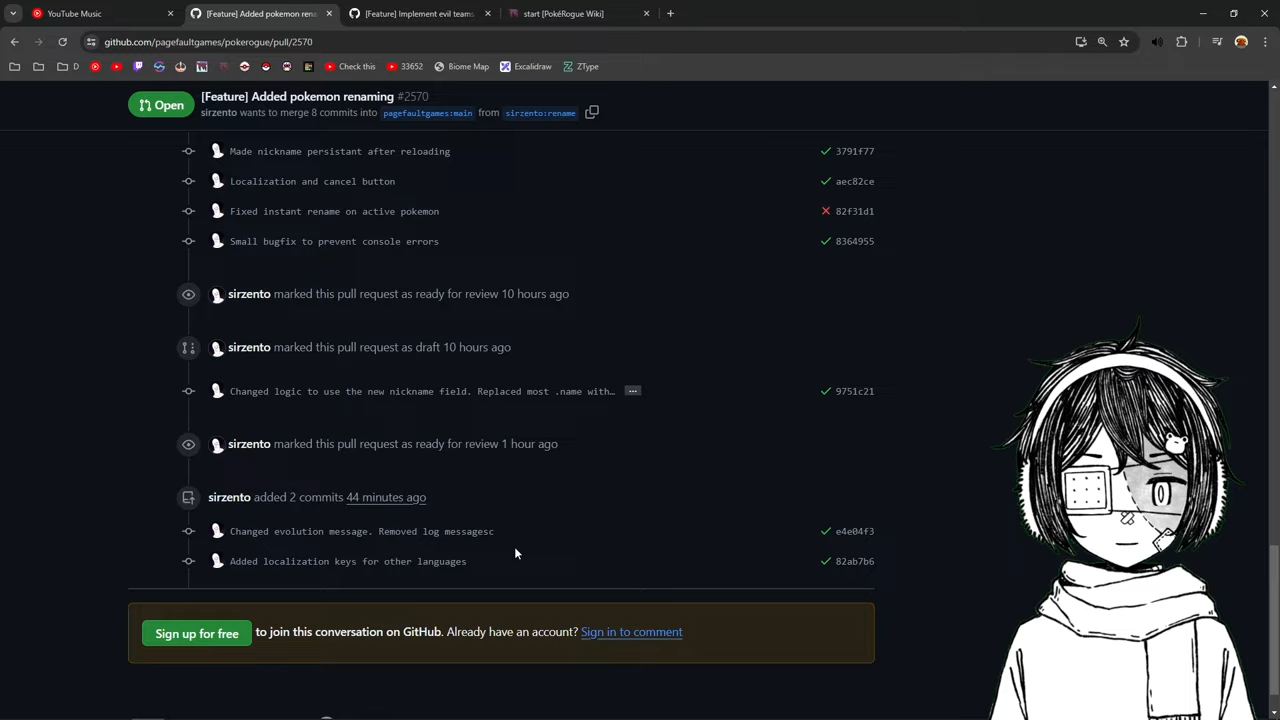 YouTube Music
[Feature] Added pokemon rena
[Feature] Implement evil teams
start [PokéRogue Wiki]
github.com/pagefaultgames/pokerogue/pull/2570
D
Check this
33652
Biome Map
Excalidraw
ZType
Open
[Feature] Added pokemon renaming #2570
sirzento wants to merge 8 commits into pagefaultgames:main from sirzento:rename
Made nickname persistant after reloading 3791f77
Localization and cancel button aec82ce
Fixed instant rename on active pokemon 82f31d1
Small bugfix to prevent console errors 8364955
sirzento marked this pull request as ready for review 10 hours ago
sirzento marked this pull request as draft 10 hours ago
Changed logic to use the new nickname field. Replaced most .name with… 9751c21
sirzento marked this pull request as ready for review 1 hour ago
sirzento added 2 commits 44 minutes ago
Changed evolution message. Removed log messagesc e4e04f3
Added localization keys for other languages 82ab7b6
Sign up for free to join this conversation on GitHub. Already have an account? Sign in to comment